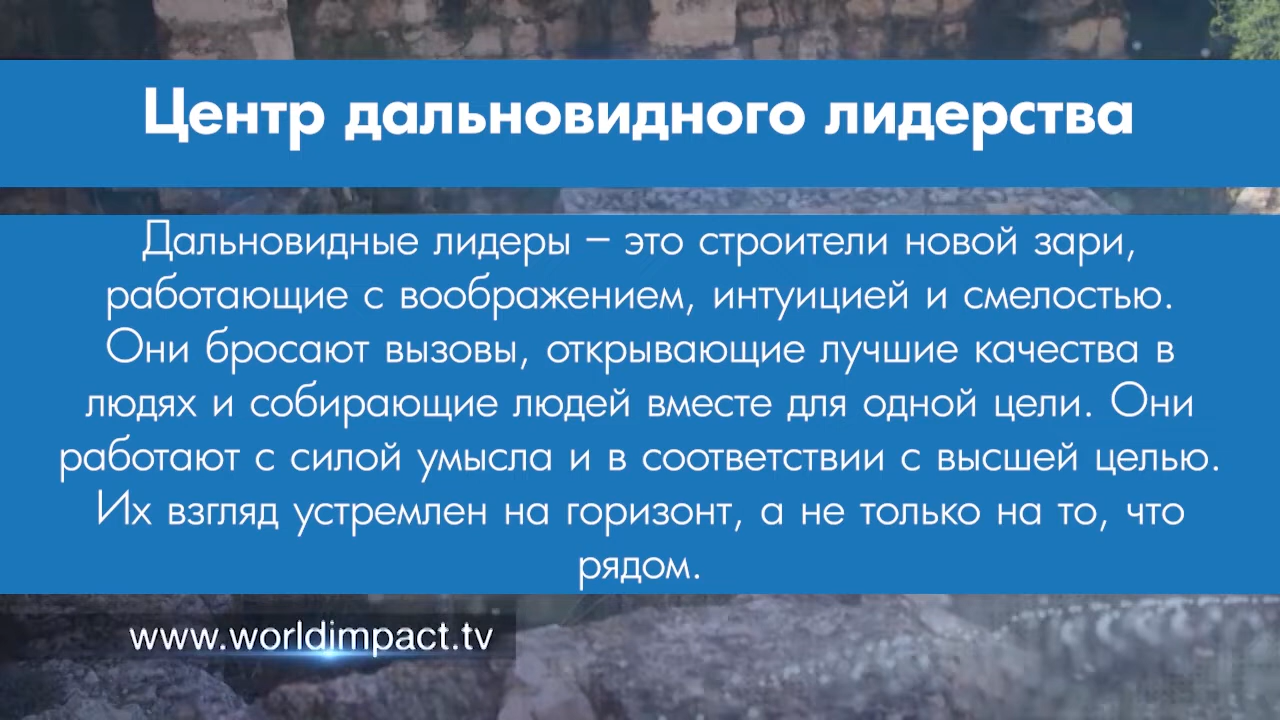 Центр дальновидного лидерства
Дальновидные лидеры – это строители новой зари,
работающие с воображением, интуицией и смелостью.
Они бросают вызовы, открывающие лучшие качества в
людях и собирающие людей вместе для одной цели. Они
работают с силой умысла и в соответствии с высшей целью.
Их взгляд устремлен на горизонт, а не только на то, что
рядом.
www.worldimpact.tv